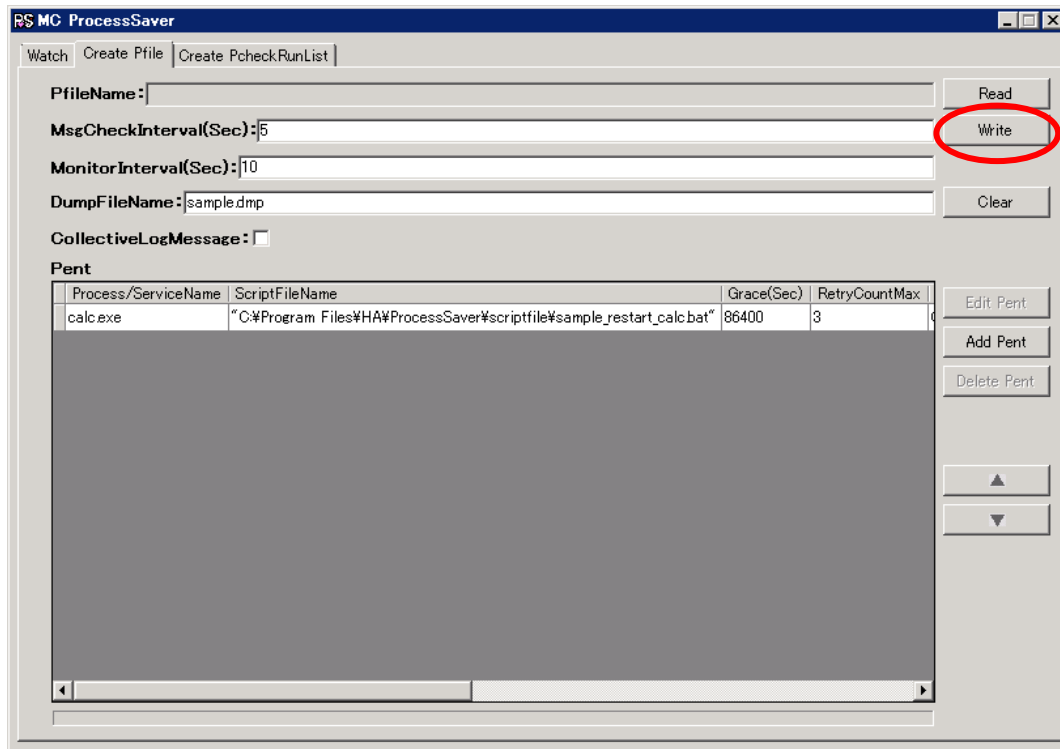 PS MC ProcessSaver
Watch Create Pfile Create PcheckRunList
PfileName: Read
MsgCheckInterval(Sec): 5 Write
MonitorInterval(Sec): 10
DumpFileName: sample.dmp Clear
CollectiveLogMessage:
Pent
Process/ServiceName ScriptFileName Grace(Sec) RetryCountMax
calc.exe "C:¥Program Files¥HA¥ProcessSaver¥scriptfile¥sample_restart_calc.bat" 86400 3
Edit Pent
Add Pent
Delete Pent
▲
▼